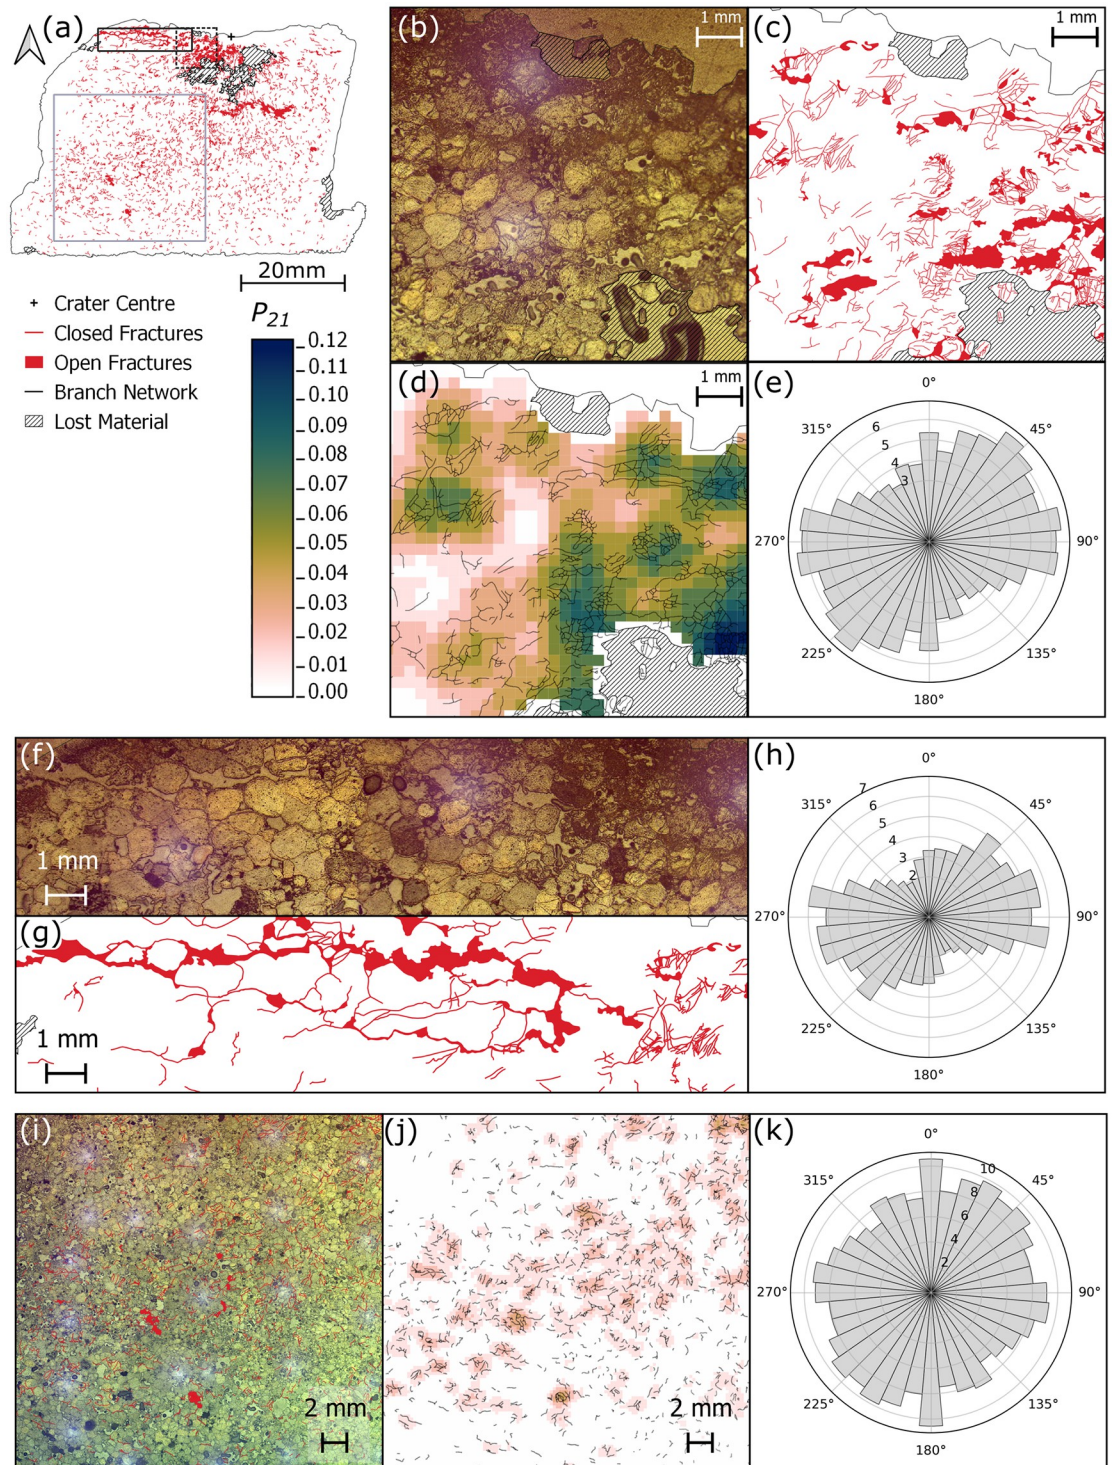 (a)
20mm
Crater Centre
Closed Fractures
Open Fractures
Branch Network
Lost Material
P21
0.12
0.11
0.10
0.09
0.08
0.07
0.06
0.05
0.04
0.03
0.02
0.01
0.00
(b)
1 mm
(c)
1 mm
(d)
1 mm
(e)
0°
45°
90°
135°
180°
225°
270°
315°
6
5
4
3
(f)
1 mm
(g)
1 mm
(h)
0°
45°
90°
135°
180°
225°
270°
315°
7
6
5
4
3
2
(i)
2 mm
(j)
2 mm
(k)
0°
45°
90°
135°
180°
225°
270°
315°
10
8
6
4
2